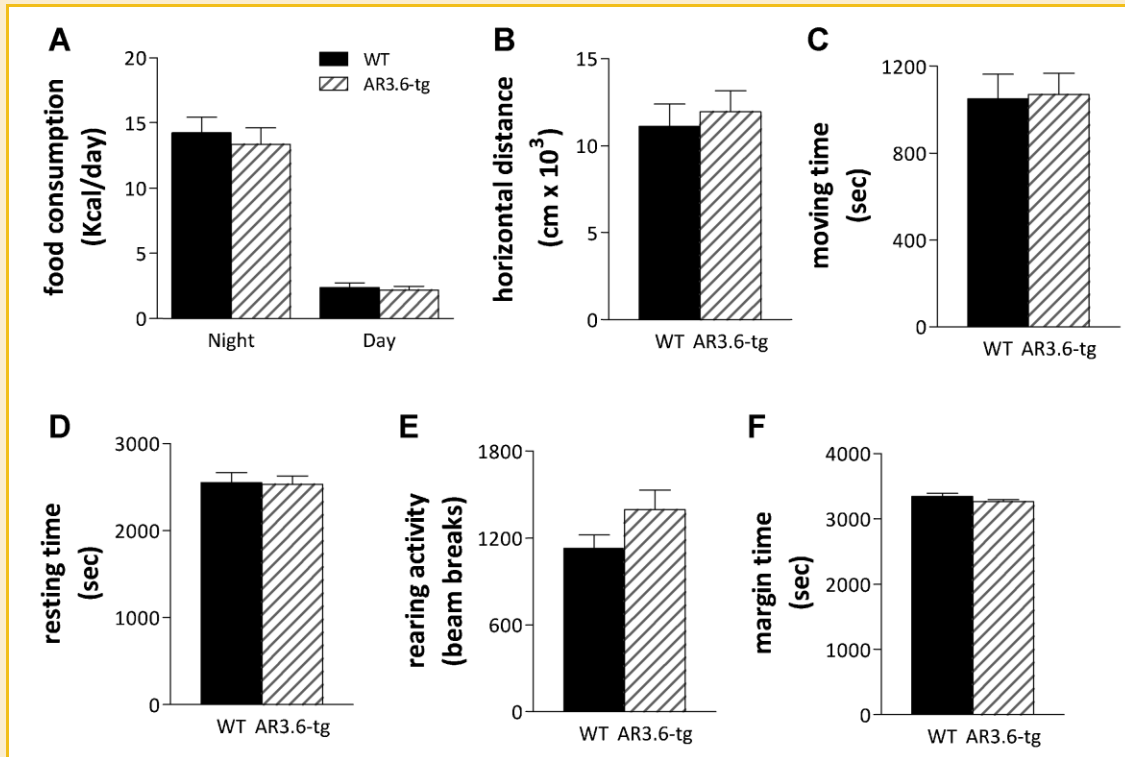 A
food consumption
(Kcal/day)
20
15
10
5
0
WT
AR3.6-tg
Night Day
B
horizontal distance
(cm x 10³)
15
10
5
0
WT AR3.6-tg
C
moving time
(sec)
1200
800
400
0
WT AR3.6-tg
D
resting time
(sec)
3000
2000
1000
0
WT AR3.6-tg
E
rearing activity
(beam breaks)
1800
1200
600
0
WT AR3.6-tg
F
margin time
(sec)
4000
3000
2000
1000
0
WT AR3.6-tg